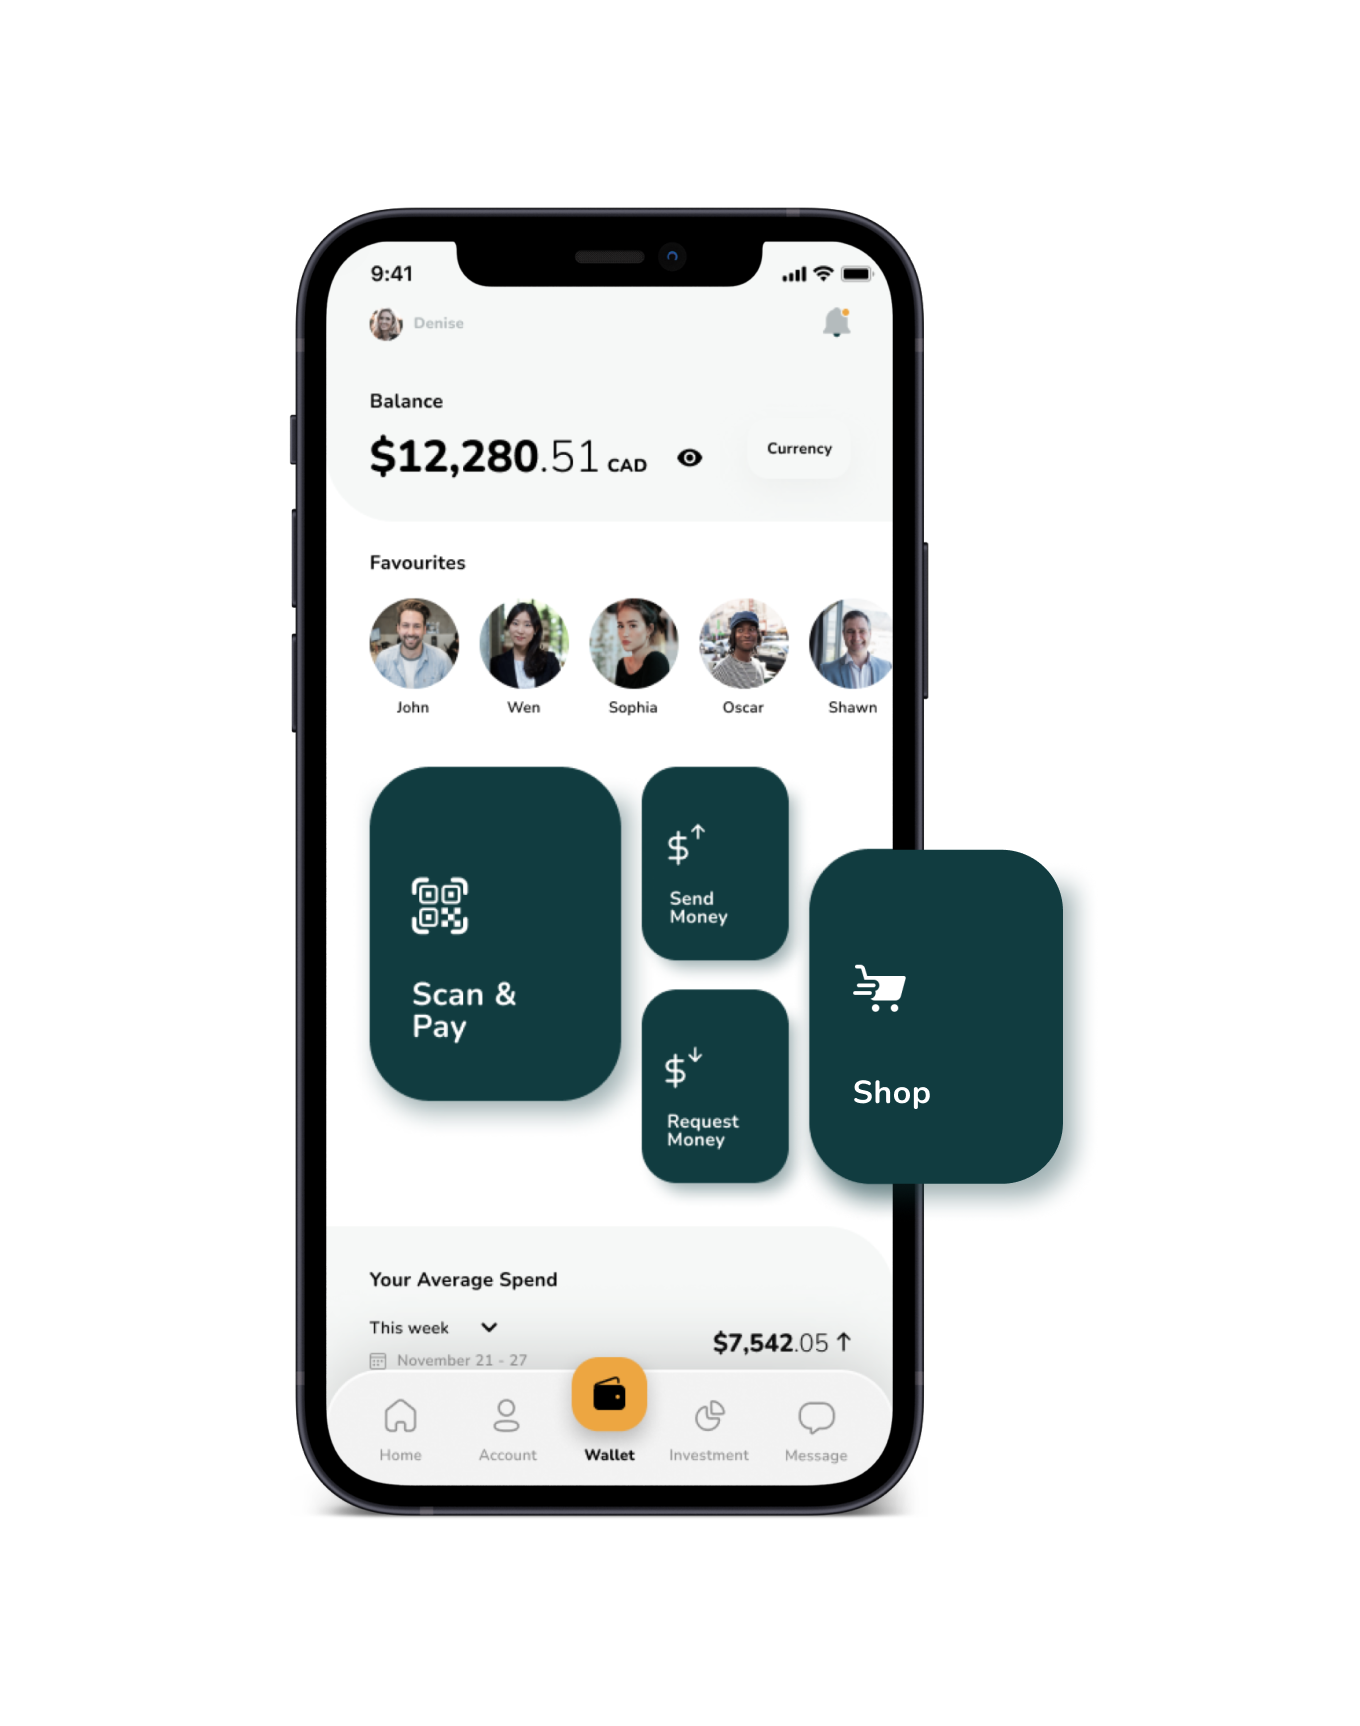 9:41
Denise
Balance
$12,280.51 CAD
Currency
Favourites
John Wen Sophia Oscar Shawn
Scan &
Pay
Send
Money
Request
Money
Shop
Your Average Spend
This week
$7,542.05
November 21 - 27
Home Account Wallet Investment Message